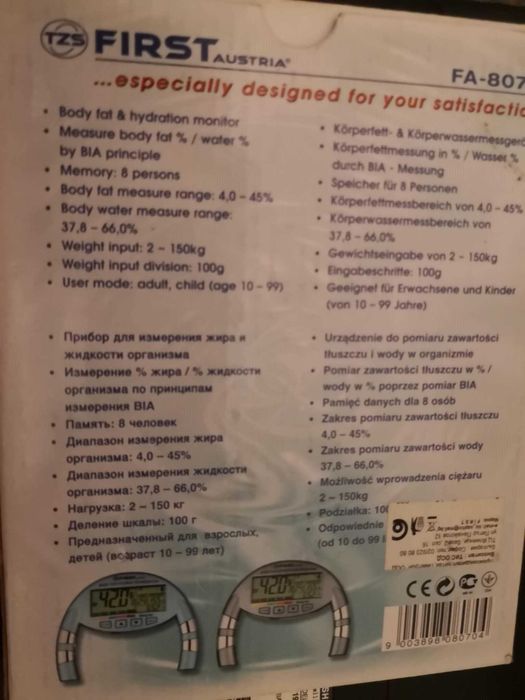 TZS FIRST AUSTRIA®
FA-807
...especially designed for your satisfactio
• Body fat & hydration monitor
• Measure body fat % / water %
by BIA principle
• Memory: 8 persons
• Body fat measure range: 4,0 – 45%
• Body water measure range:
37,8 – 66,0%
• Weight input: 2 – 150kg
• Weight input division: 100g
• User mode: adult, child (age 10 – 99)
• Körperfett- & Körperwassermessgerä
• Körperfettmessung in % / Wasser %
durch BIA - Messung
• Speicher für 8 Personen
• Körperfettmessbereich von 4,0 – 45%
• Körperwassermessbereich von
37,8 – 66,0%
• Gewichtseingabe von 2 – 150kg
• Eingabeschritte: 100g
• Geeignet für Erwachsene und Kinder
(von 10 – 99 Jahre)
• Прибор для измерения жира и
жидкости организма
• Измерение % жира / % жидкости
организма по принципам
измерения BIA
• Память: 8 человек
• Диапазон измерения жира
организма: 4,0 – 45%
• Диапазон измерения жидкости
организма: 37,8 – 66,0%
• Нагрузка: 2 – 150 кг
• Деление шкалы: 100 г
• Предназначенный для взрослых,
детей (возраст 10 – 99 лет)
• Urządzenie do pomiaru zawartości
tłuszczu i wody w organizmie
• Pomiar zawartości tłuszczu w % /
wody w % poprzez pomiar BIA
• Pamięć danych dla 8 osób
• Zakres pomiaru zawartości tłuszczu
4,0 – 45%
• Zakres pomiaru zawartości wody
37,8 – 66,0%
• Możliwość wprowadzenia ciężaru
2 – 150kg
• Podziałka: 100
• Odpowiednie
(od 10 do 99 l
42.0
42.0
CE
9 003898 080704